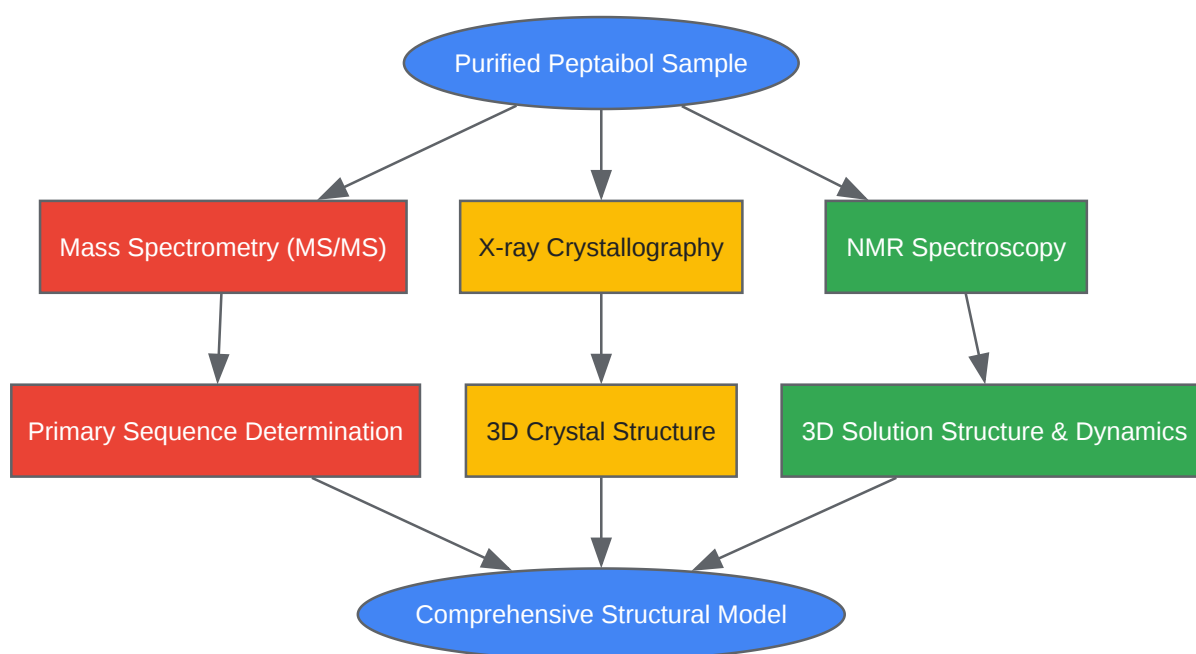 Purified Peptaibol Sample
Mass Spectrometry (MS/MS)
X-ray Crystallography
NMR Spectroscopy
Primary Sequence Determination
3D Crystal Structure
3D Solution Structure & Dynamics
Comprehensive Structural Model